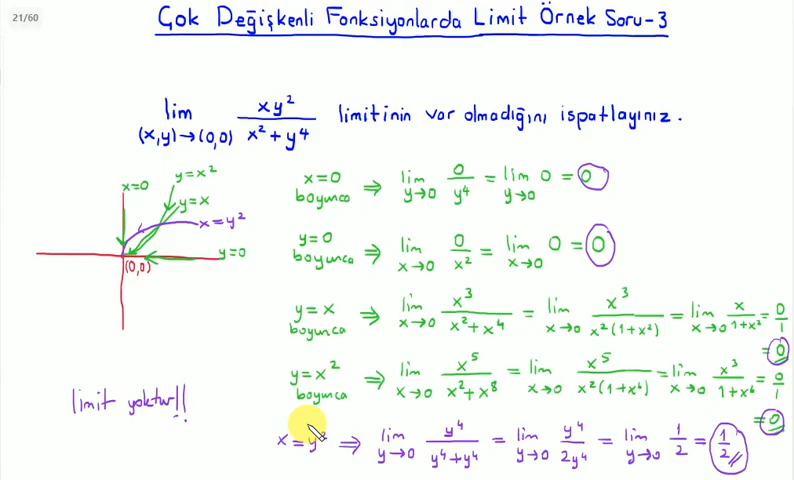 21/60
Çok Değişkenli Fonksiyonlarda Limit Örnek Soru-3
lim (x,y)→(0,0) xy²/(x²+y⁴) limitinin var olmadığını ispatlayınız.
x=0 y=x² y=x x=y² y=0 (0,0)
x=0 boyunca ⇒ lim y→0 0/y⁴ = lim y→0 0 = 0
y=0 boyunca ⇒ lim x→0 0/x² = lim x→0 0 = 0
y=x boyunca ⇒ lim x→0 x³/(x²+x⁴) = lim x→0 x³/(x²(1+x²)) = lim x→0 x/(1+x²) = 0/1 = 0
y=x² boyunca ⇒ lim x→0 x⁵/(x²+x⁸) = lim x→0 x⁵/(x²(1+x⁶)) = lim x→0 x³/(1+x⁶) = 0/1 = 0
limit yoktur!!
x=y² ⇒ lim y→0 y⁴/(y⁴+y⁴) = lim y→0 y⁴/2y⁴ = lim y→0 1/2 = 1/2